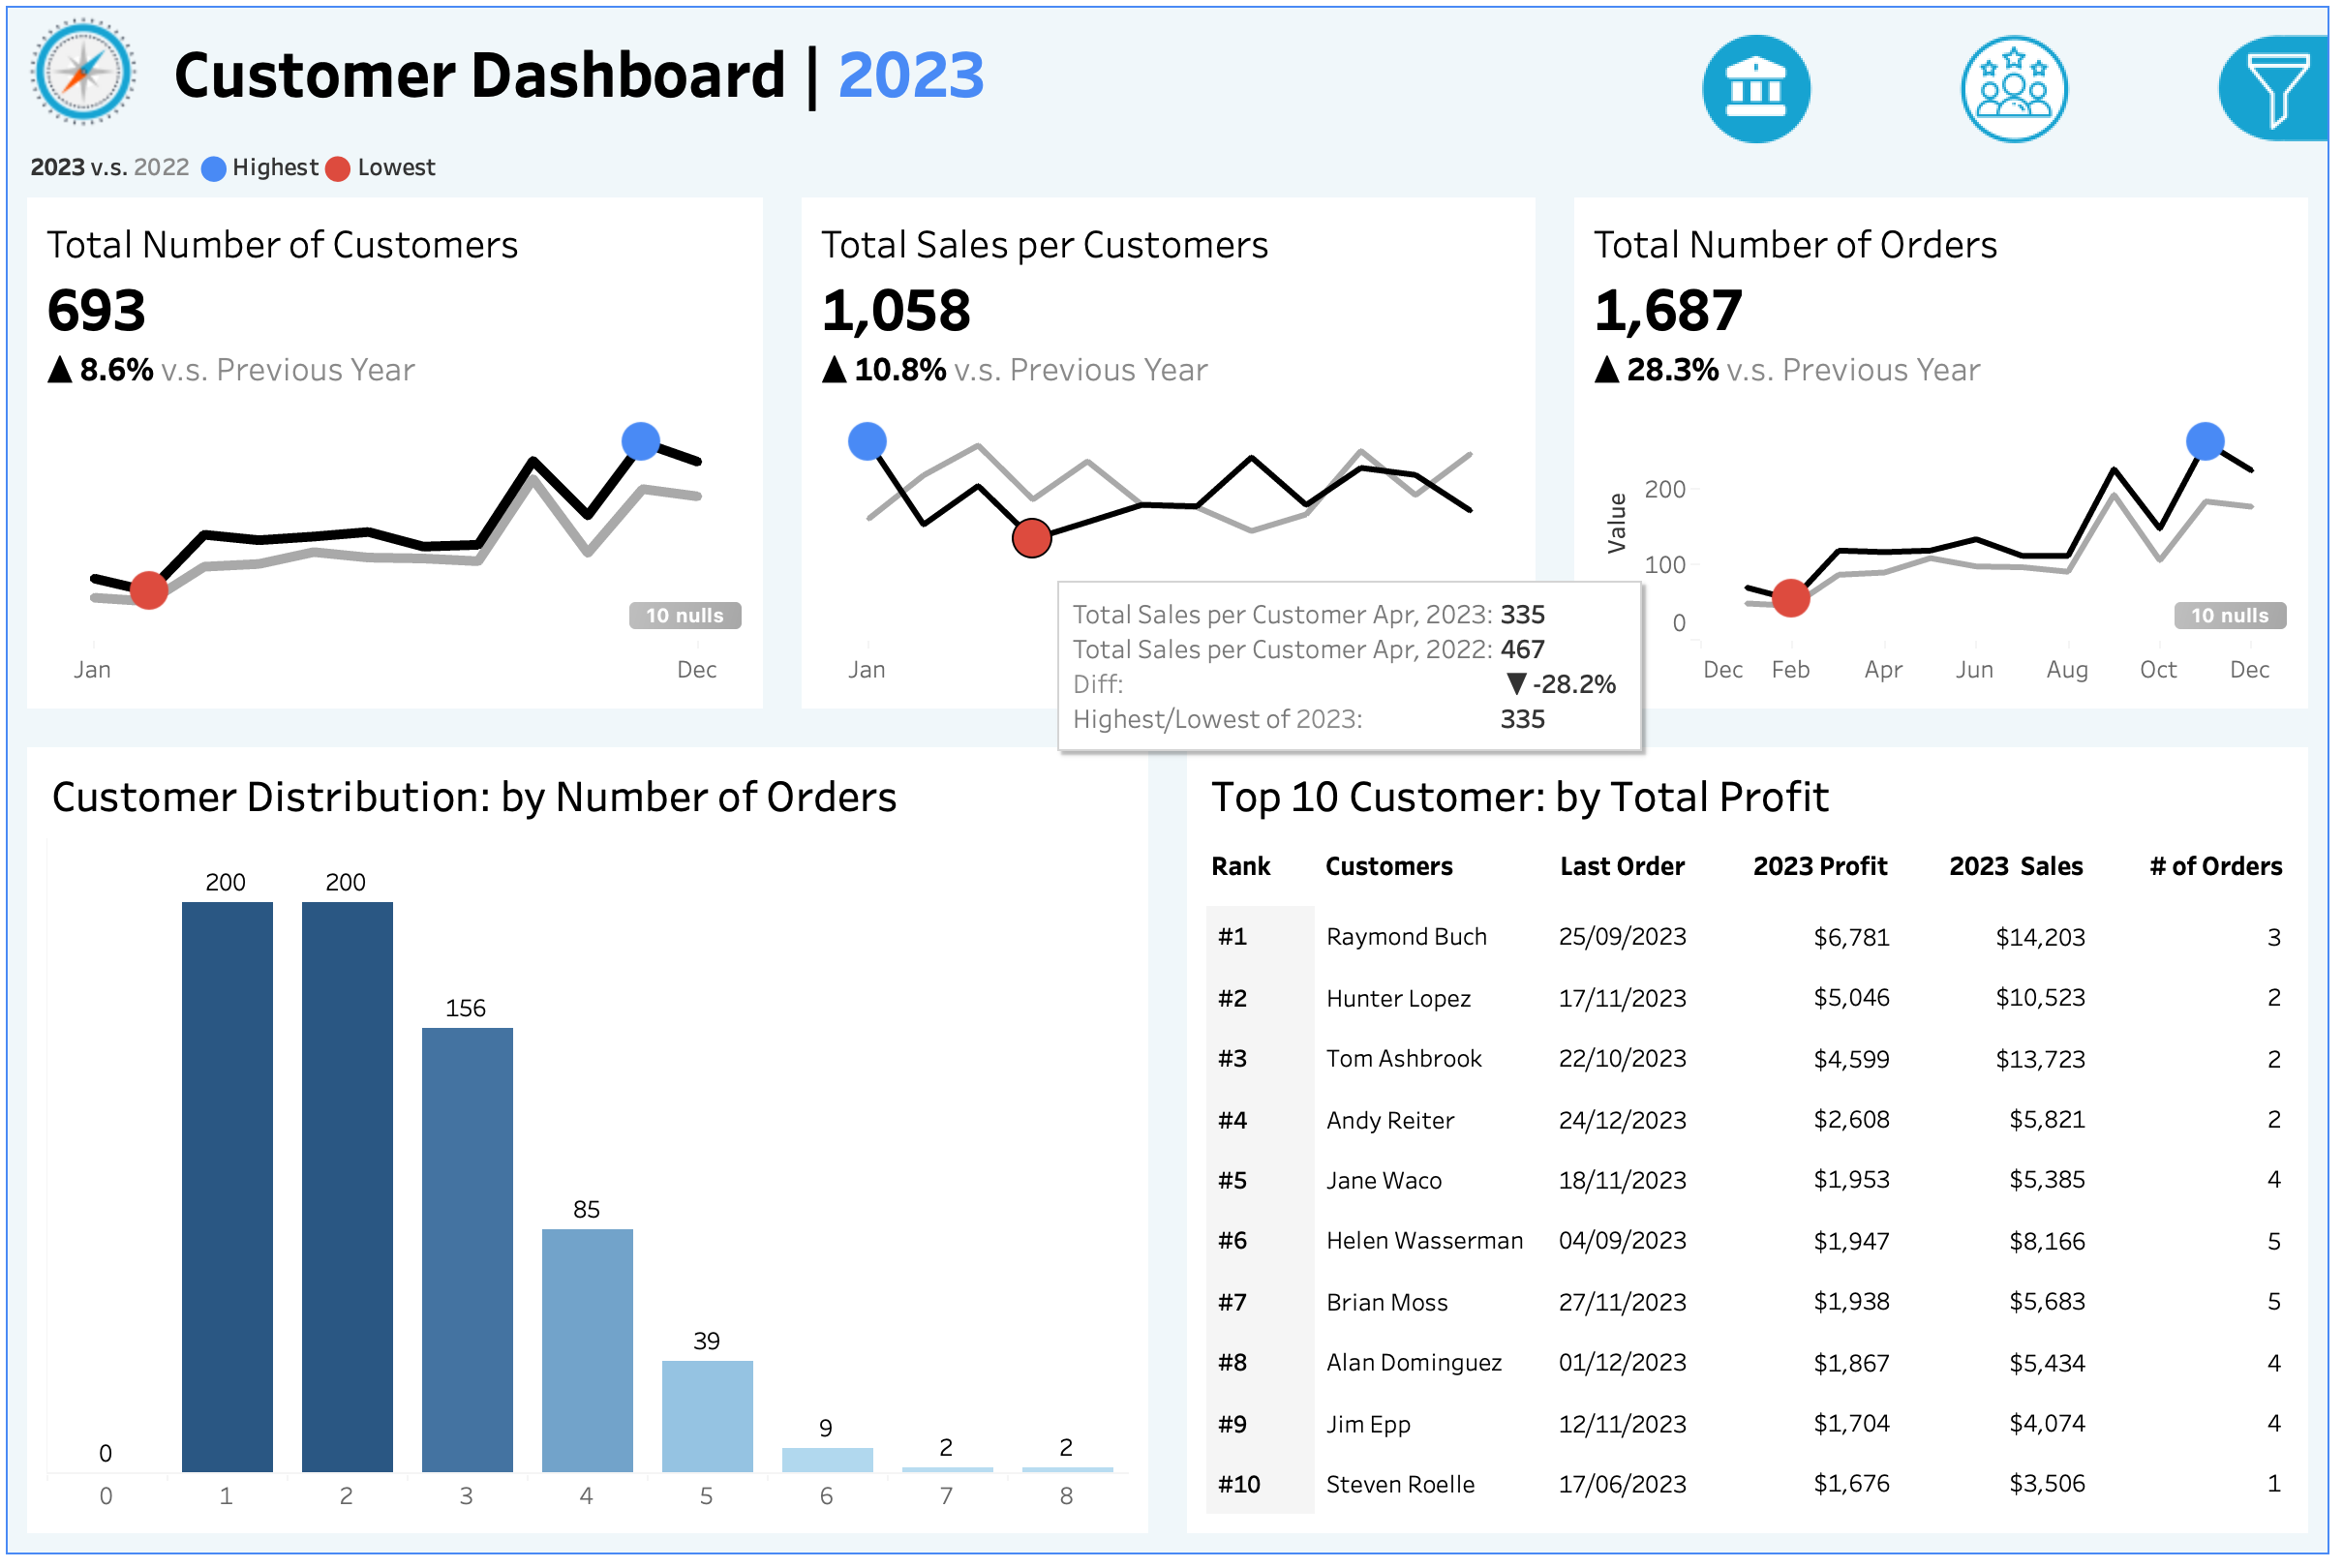 Customer Dashboard | 2023
2023 v.s. 2022 Highest Lowest
Total Number of Customers
693
▲ 8.6% v.s. Previous Year
10 nulls
Jan Dec
Total Sales per Customers
1,058
▲ 10.8% v.s. Previous Year
Jan
Total Sales per Customer Apr, 2023: 335
Total Sales per Customer Apr, 2022: 467
Diff: ▼ -28.2%
Highest/Lowest of 2023: 335
Total Number of Orders
1,687
▲ 28.3% v.s. Previous Year
Value
200
100
0
10 nulls
Dec Feb Apr Jun Aug Oct Dec
Customer Distribution: by Number of Orders
200 200
156
85
39
9
2 2
0
0 1 2 3 4 5 6 7 8
Top 10 Customer: by Total Profit
Rank Customers Last Order 2023 Profit 2023 Sales # of Orders
#1 Raymond Buch 25/09/2023 $6,781 $14,203 3
#2 Hunter Lopez 17/11/2023 $5,046 $10,523 2
#3 Tom Ashbrook 22/10/2023 $4,599 $13,723 2
#4 Andy Reiter 24/12/2023 $2,608 $5,821 2
#5 Jane Waco 18/11/2023 $1,953 $5,385 4
#6 Helen Wasserman 04/09/2023 $1,947 $8,166 5
#7 Brian Moss 27/11/2023 $1,938 $5,683 5
#8 Alan Dominguez 01/12/2023 $1,867 $5,434 4
#9 Jim Epp 12/11/2023 $1,704 $4,074 4
#10 Steven Roelle 17/06/2023 $1,676 $3,506 1